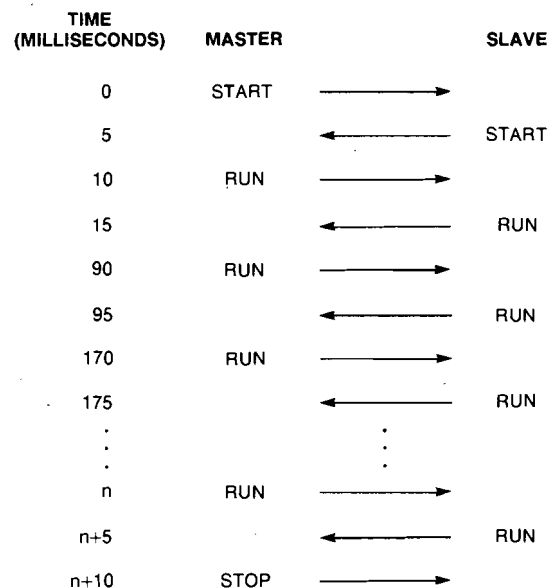 TIME
(MILLISECONDS) MASTER SLAVE
0 START
5 START
10 RUN
15 RUN
90 RUN
95 RUN
170 RUN
175 RUN
n RUN
n+5 RUN
n+10 STOP